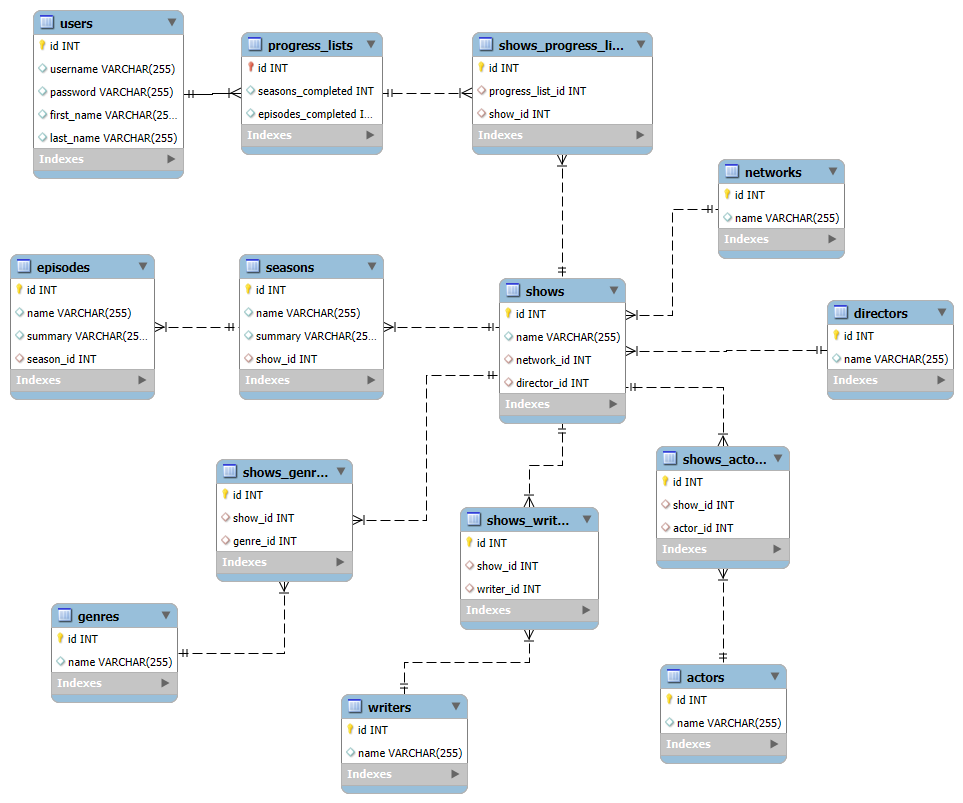 users
id INT
username VARCHAR(255)
password VARCHAR(255)
first_name VARCHAR(25...
last_name VARCHAR(255)
Indexes
progress_lists
id INT
seasons_completed INT
episodes_completed I...
Indexes
shows_progress_li...
id INT
progress_list_id INT
show_id INT
Indexes
networks
id INT
name VARCHAR(255)
Indexes
episodes
id INT
name VARCHAR(255)
summary VARCHAR(25...
season_id INT
Indexes
seasons
id INT
name VARCHAR(255)
summary VARCHAR(25...
show_id INT
Indexes
shows
id INT
name VARCHAR(255)
network_id INT
director_id INT
Indexes
directors
id INT
name VARCHAR(255)
Indexes
shows_genr...
id INT
show_id INT
genre_id INT
Indexes
shows_writ...
id INT
show_id INT
writer_id INT
Indexes
shows_acto...
id INT
show_id INT
actor_id INT
Indexes
genres
id INT
name VARCHAR(255)
Indexes
writers
id INT
name VARCHAR(255)
Indexes
actors
id INT
name VARCHAR(255)
Indexes